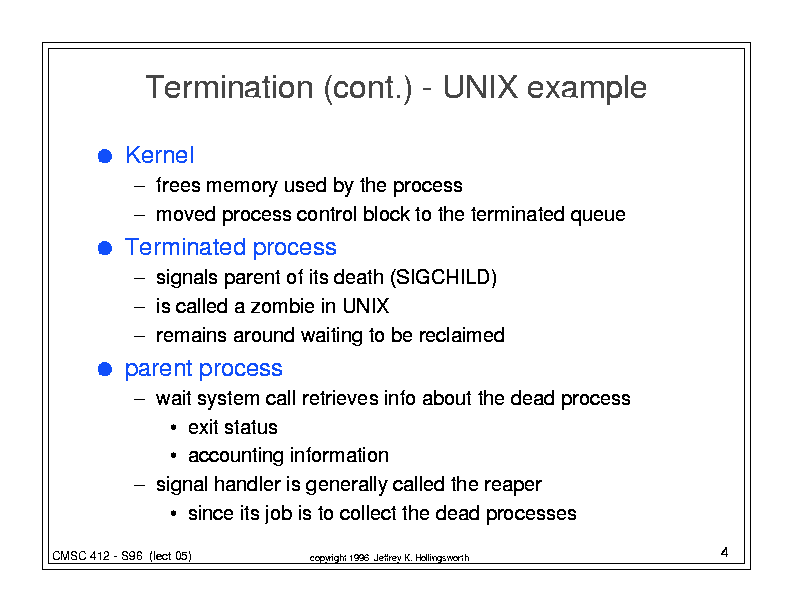 Termination (cont.) - UNIX example
● Kernel
– frees memory used by the process
– moved process control block to the terminated queue
● Terminated process
– signals parent of its death (SIGCHILD)
– is called a zombie in UNIX
– remains around waiting to be reclaimed
● parent process
– wait system call retrieves info about the dead process
• exit status
• accounting information
– signal handler is generally called the reaper
• since its job is to collect the dead processes
CMSC 412 - S96 (lect 05)
copyright 1996 Jeffrey K. Hollingsworth
4